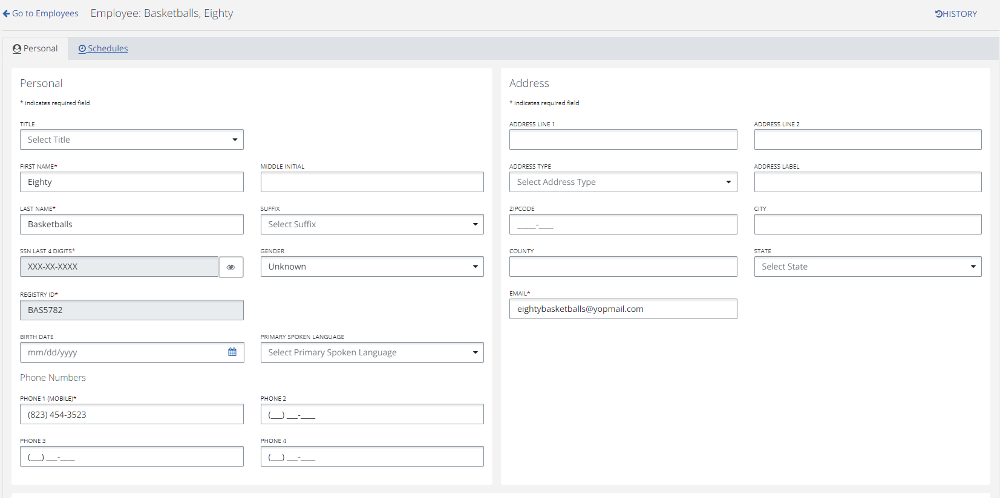 Go to Employees Employee: Basketballs, Eighty HISTORY
Personal Schedules
Personal
* indicates required field
TITLE
Select Title
FIRST NAME* MIDDLE INITIAL
Eighty
LAST NAME* SUFFIX
Basketballs Select Suffix
SSN LAST 4 DIGITS* GENDER
XXX-XX-XXXX Unknown
REGISTRY ID*
BAS5782
BIRTH DATE PRIMARY SPOKEN LANGUAGE
mm/dd/yyyy Select Primary Spoken Language
Phone Numbers
PHONE 1 (MOBILE)* PHONE 2
(823) 454-3523 (___) ___-____
PHONE 3 PHONE 4
(___) ___-____ (___) ___-____
Address
* indicates required field
ADDRESS LINE 1 ADDRESS LINE 2
ADDRESS TYPE ADDRESS LABEL
Select Address Type
ZIPCODE CITY
_____-____
COUNTY STATE
Select State
EMAIL*
eightybasketballs@yopmail.com